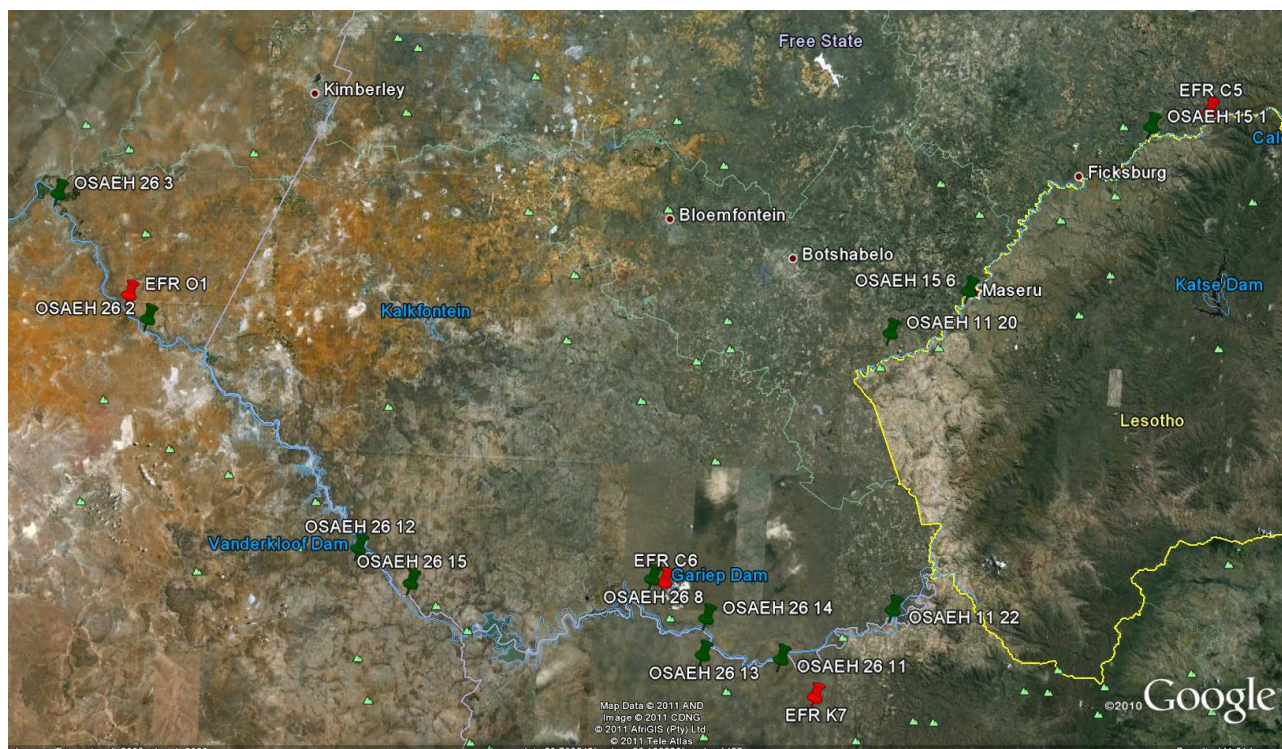 Free State
Kimberley
EFR C5
OSAEH 15 1
Cal
Ficksburg
OSAEH 26 3
Bloemfontein
Botshabelo
EFR O1
OSAEH 15 6
Maseru
Katse Dam
OSAEH 26 2
Kalkfontein
OSAEH 11 20
Lesotho
OSAEH 26 12
Vanderkloof Dam
OSAEH 26 15
EFR C6
Gariep Dam
OSAEH 26 8
OSAEH 26 14
OSAEH 11 22
OSAEH 26 13
OSAEH 26 11
EFR K7
Map Data © 2011 AND
Image © 2011 CDNG
© 2011 AfriGIS (Pty) Ltd.
© 2011 Tele Atlas
©2010 Google